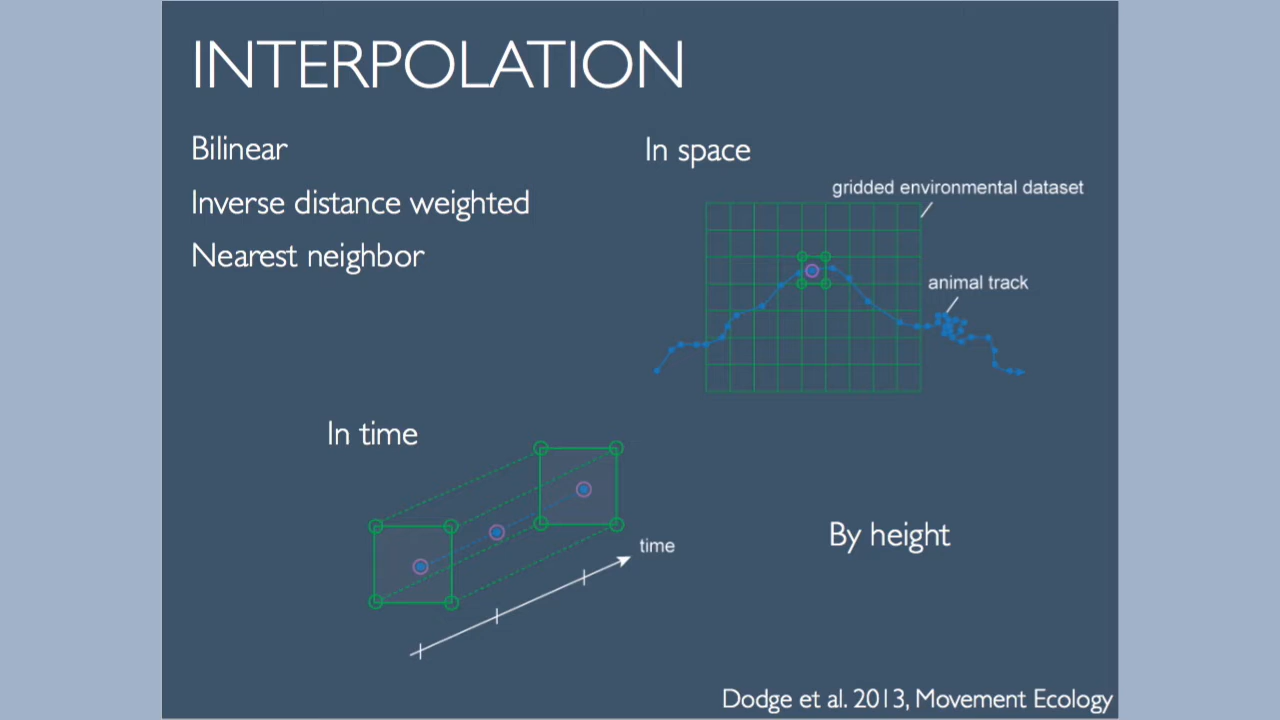 INTERPOLATION
Bilinear
Inverse distance weighted
Nearest neighbor
In space
gridded environmental dataset
animal track
In time
time
By height
Dodge et al. 2013, Movement Ecology